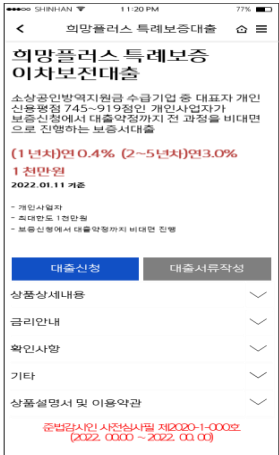 SHINHAN 11:20PM 77%
희망플러스 특례보증대출
희망플러스 특례보증
이차보전대출
소상공인방역지원금 수급기업 중 대표자 개인
신용평점 745~919점인 개인사업자가
보증신청에서 대출약정까지 전 과정을 비대면
으로 진행하는 보증서대출
(1년차)연 0.4% (2~5년차)연3.0%
1천만원
2022.01.11 기준
- 개인사업자
- 최대한도 1천만원
- 보증신청에서 대출약정까지 비대면 진행
대출신청 대출서류작성
상품상세내용
금리안내
확인사항
기타
상품설명서 및 이용약관
준법감시인 사전심사필 제2020-1-000호
(2022. 00.00 ~ 2022. 00. 00)